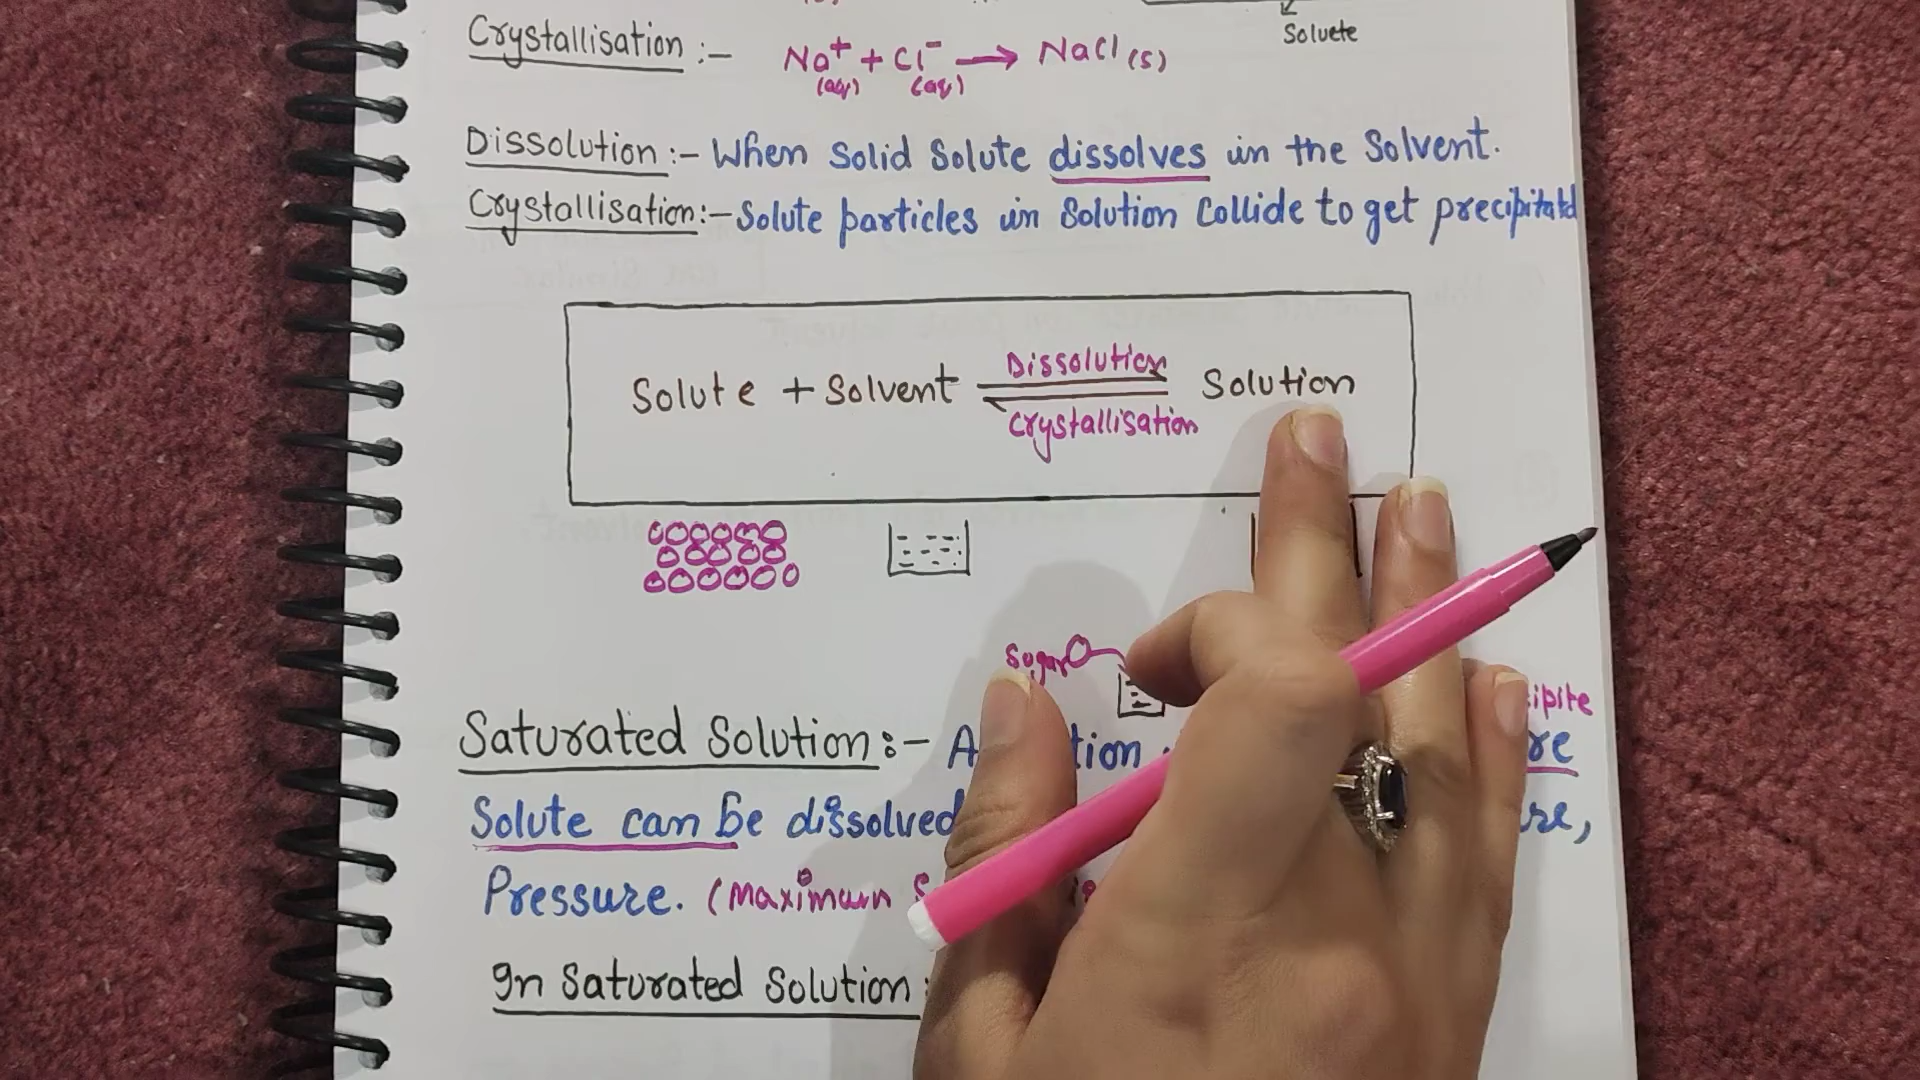 Soluete
Crystallisation :- Na+ + Cl- → NaCl (s)
(aq) (aq)
Dissolution :- When Solid Solute dissolves in the Solvent.
Crystallisation :- Solute particles in Solution Collide to get precipitatd
Solute + Solvent ⇌ Solution
Dissolution
Crystallisation
Sugar
Saturated Solution :- A
Solute can be dissolved
Pressure. (Maximum
In Saturated Solution :